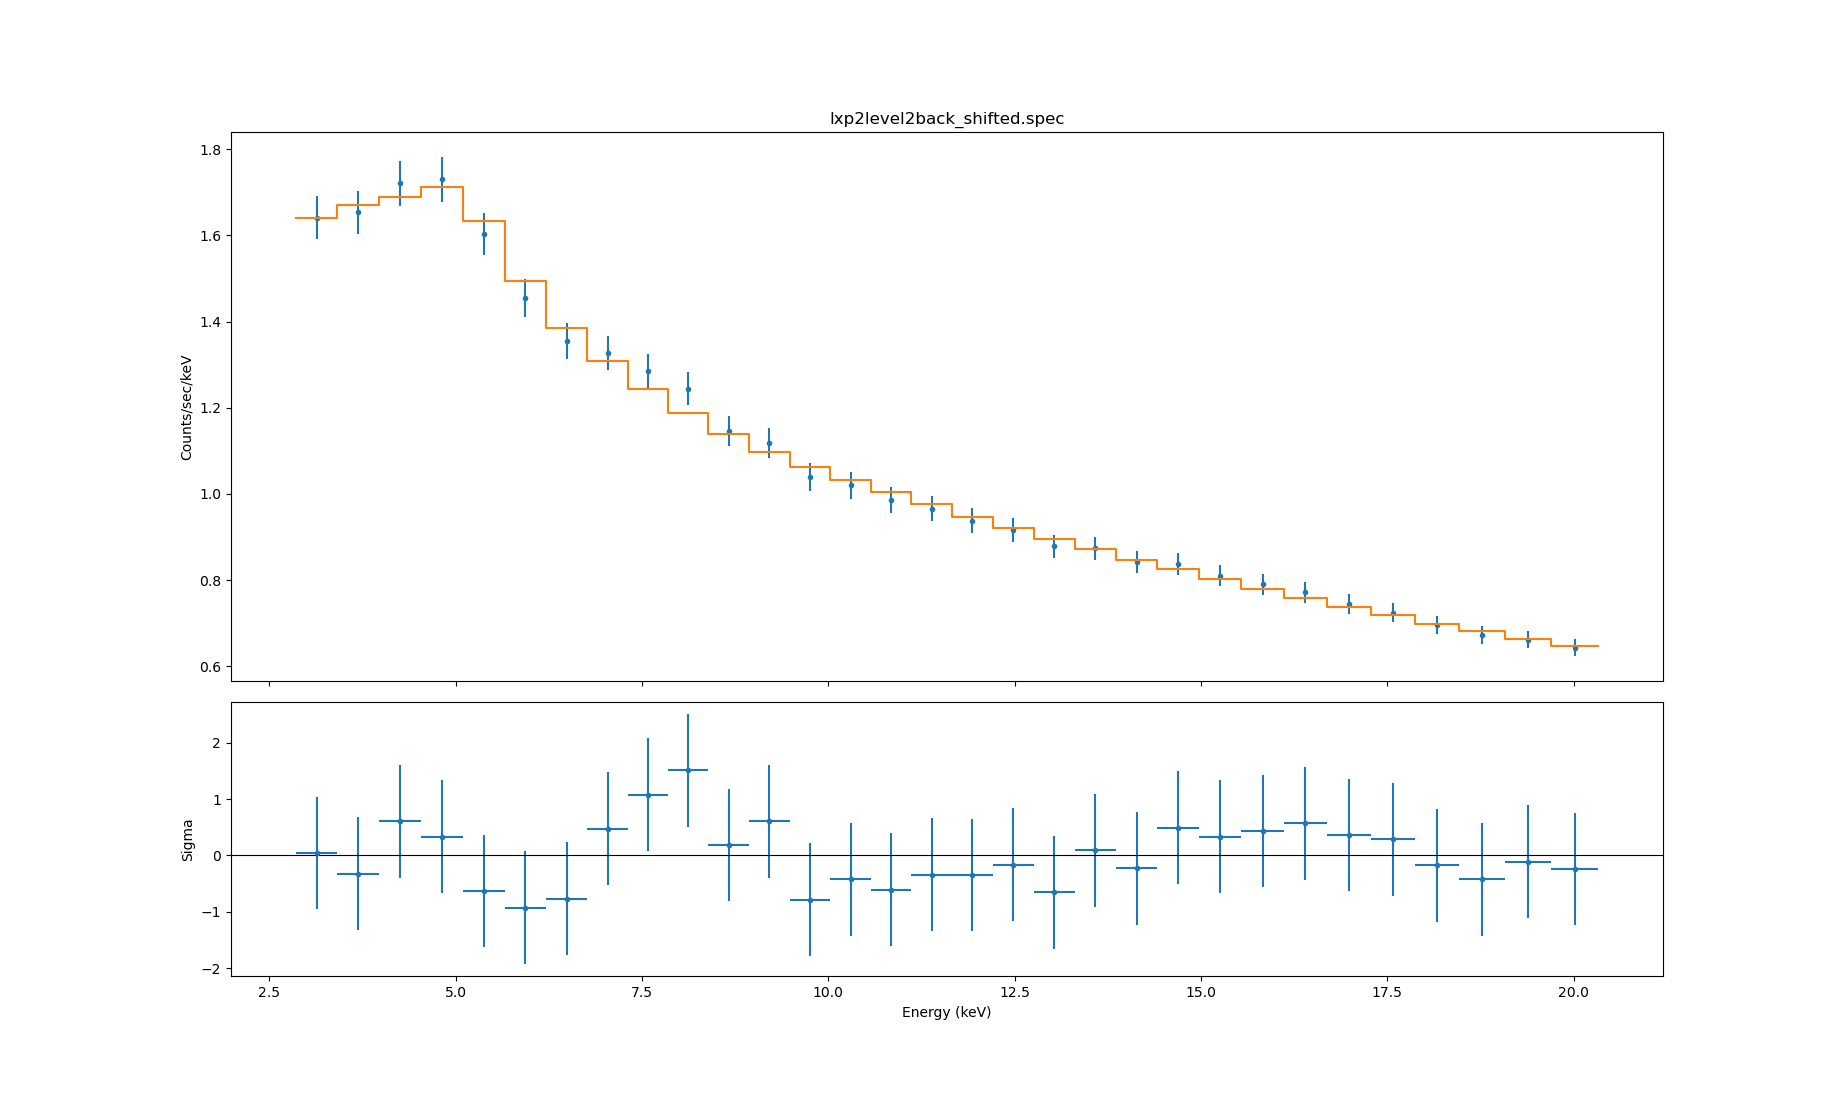 lxp2level2back_shifted.spec
1.8
1.6
1.4
1.2
1.0
0.8
0.6
Counts/sec/keV
2
1
0
−1
−2
Sigma
2.5 5.0 7.5 10.0 12.5 15.0 17.5 20.0
Energy (keV)